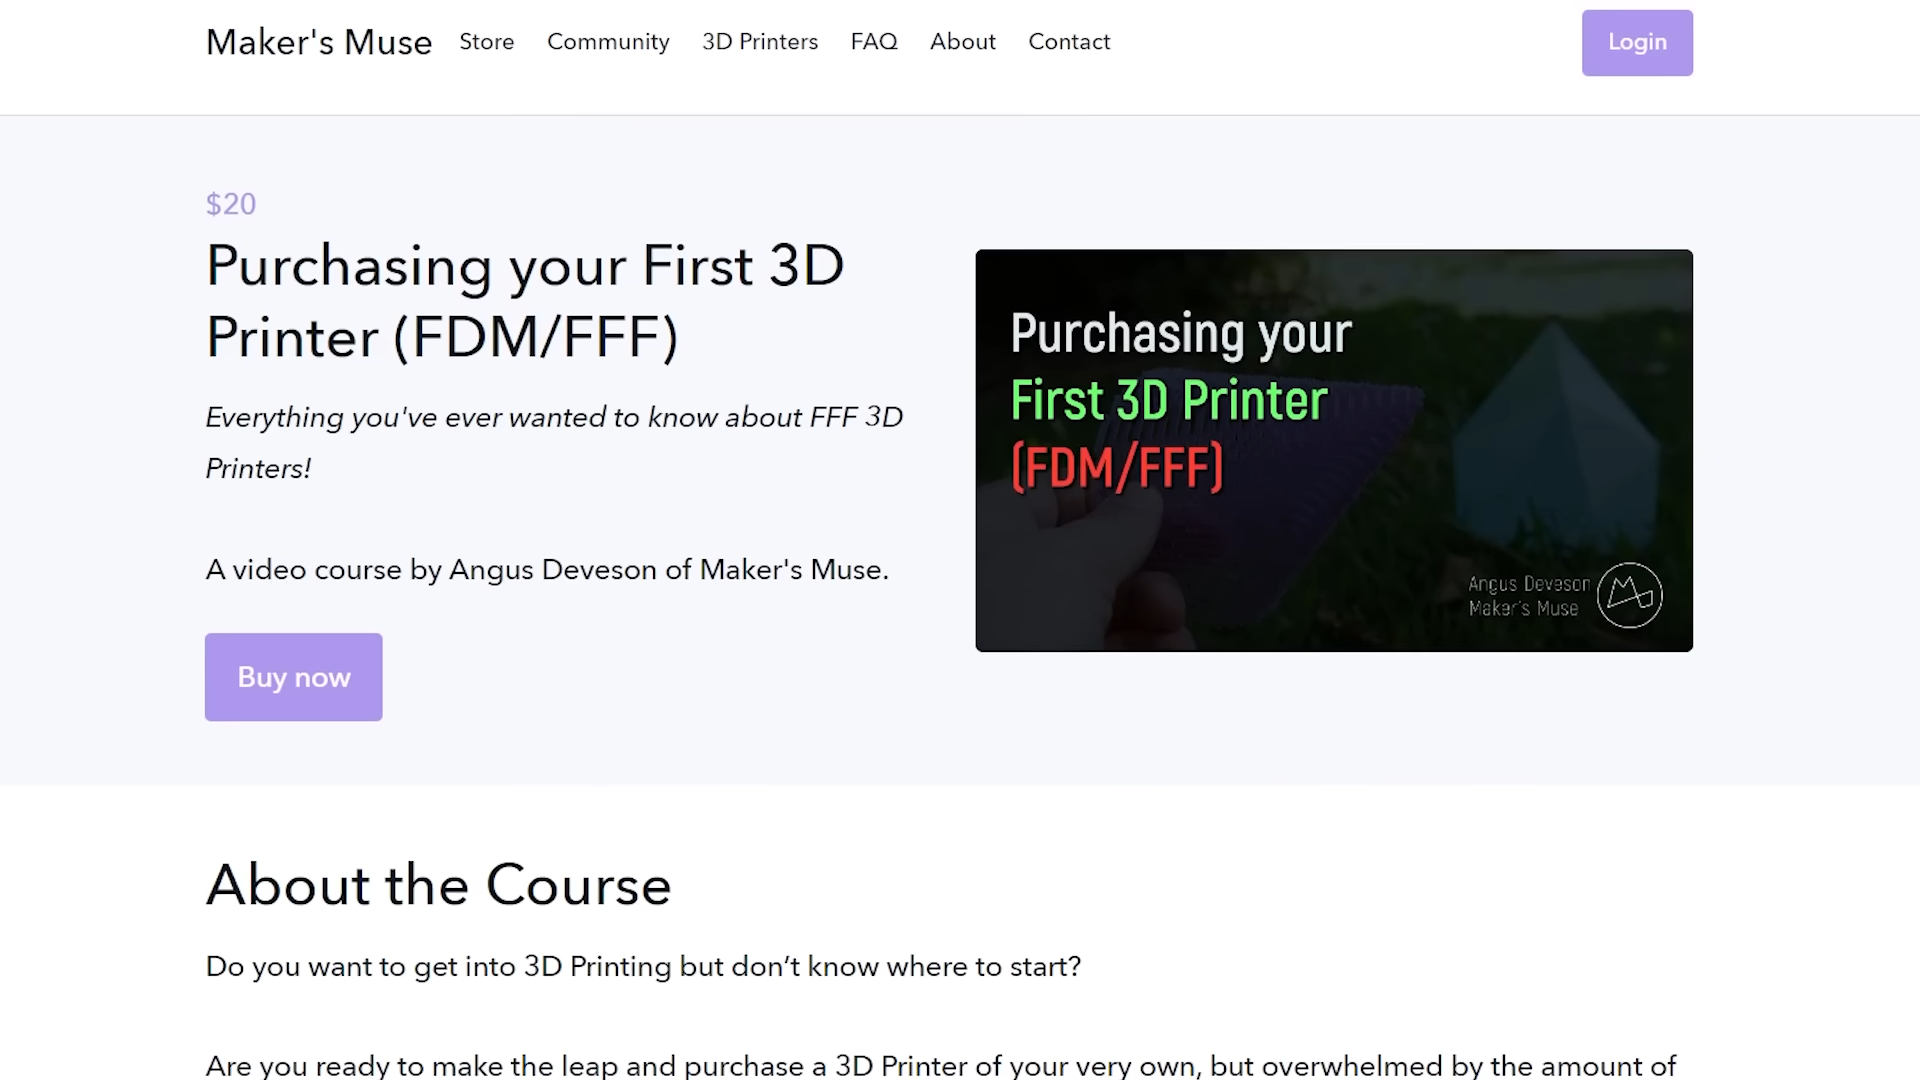 Maker's Muse Store Community 3D Printers FAQ About Contact Login
$20
Purchasing your First 3D
Printer (FDM/FFF)
Everything you've ever wanted to know about FFF 3D
Printers!
A video course by Angus Deveson of Maker's Muse.
Buy now
Purchasing your
First 3D Printer
(FDM/FFF)
Angus Deveson
Maker's Muse
About the Course
Do you want to get into 3D Printing but don’t know where to start?
Are you ready to make the leap and purchase a 3D Printer of your very own, but overwhelmed by the amount of